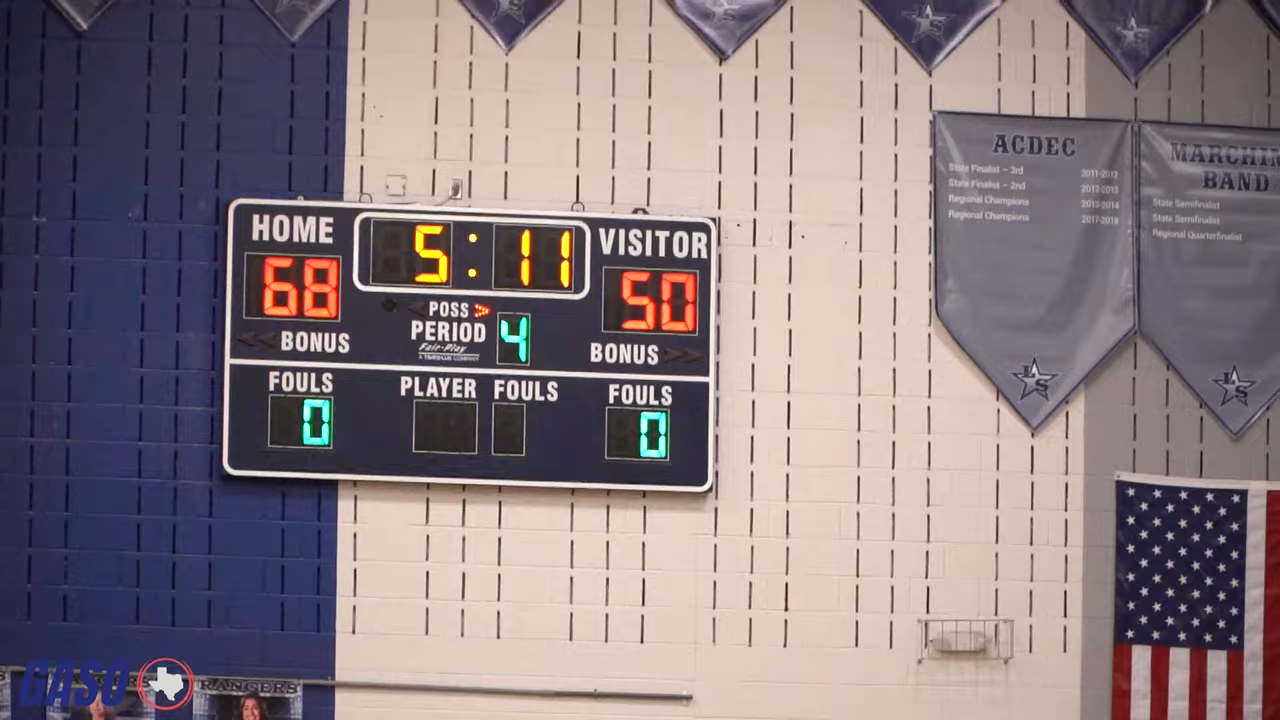 HOME
5:11
VISITOR
68
50
POSS
PERIOD
4
Fair-Play
BONUS
BONUS
FOULS
PLAYER FOULS
FOULS
0
0
ACDEC
State Finalist – 3rd 2011-2012
State Finalist – 2nd 2012-2013
Regional Champions 2013-2014
Regional Champions 2017-2018
MARCHIN
BAND
State Semifinalist
State Semifinalist
Regional Quarterfinalist
LS
LS
GASO
RANGERS